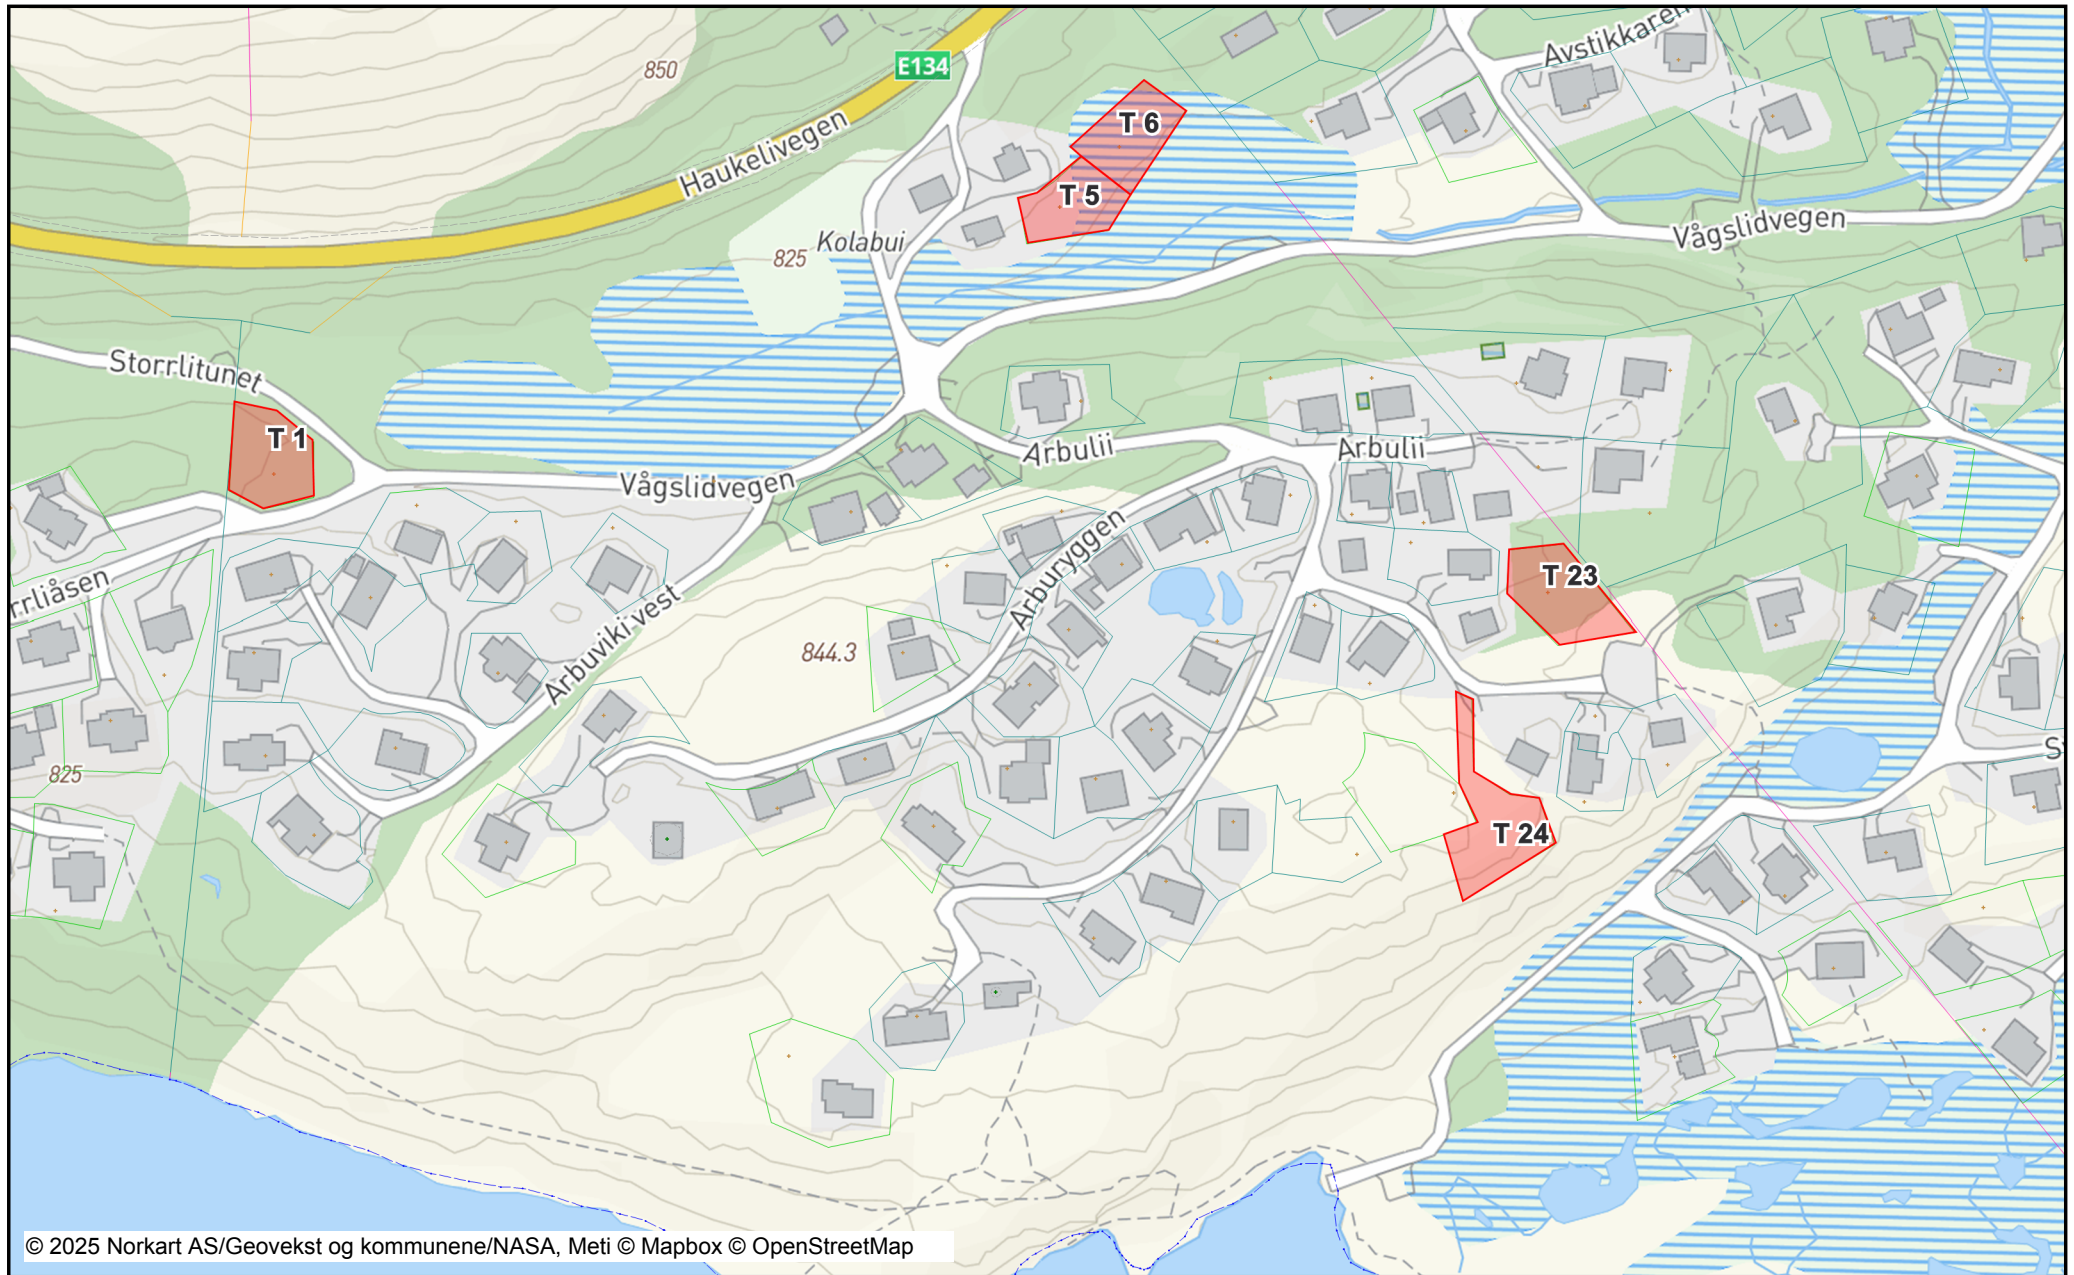 Avstikkaren
850
E134
Haukelivegen
T 6
T 5
Vågslidvegen
Kolabui
825
Storrlitunet
T 1
Arbulii
Arbulii
Vågslidvegen
Arburyggen
T 23
rrliåsen
Arbuviki vest
844.3
825
T 24
© 2025 Norkart AS/Geovekst og kommunene/NASA, Meti © Mapbox © OpenStreetMap